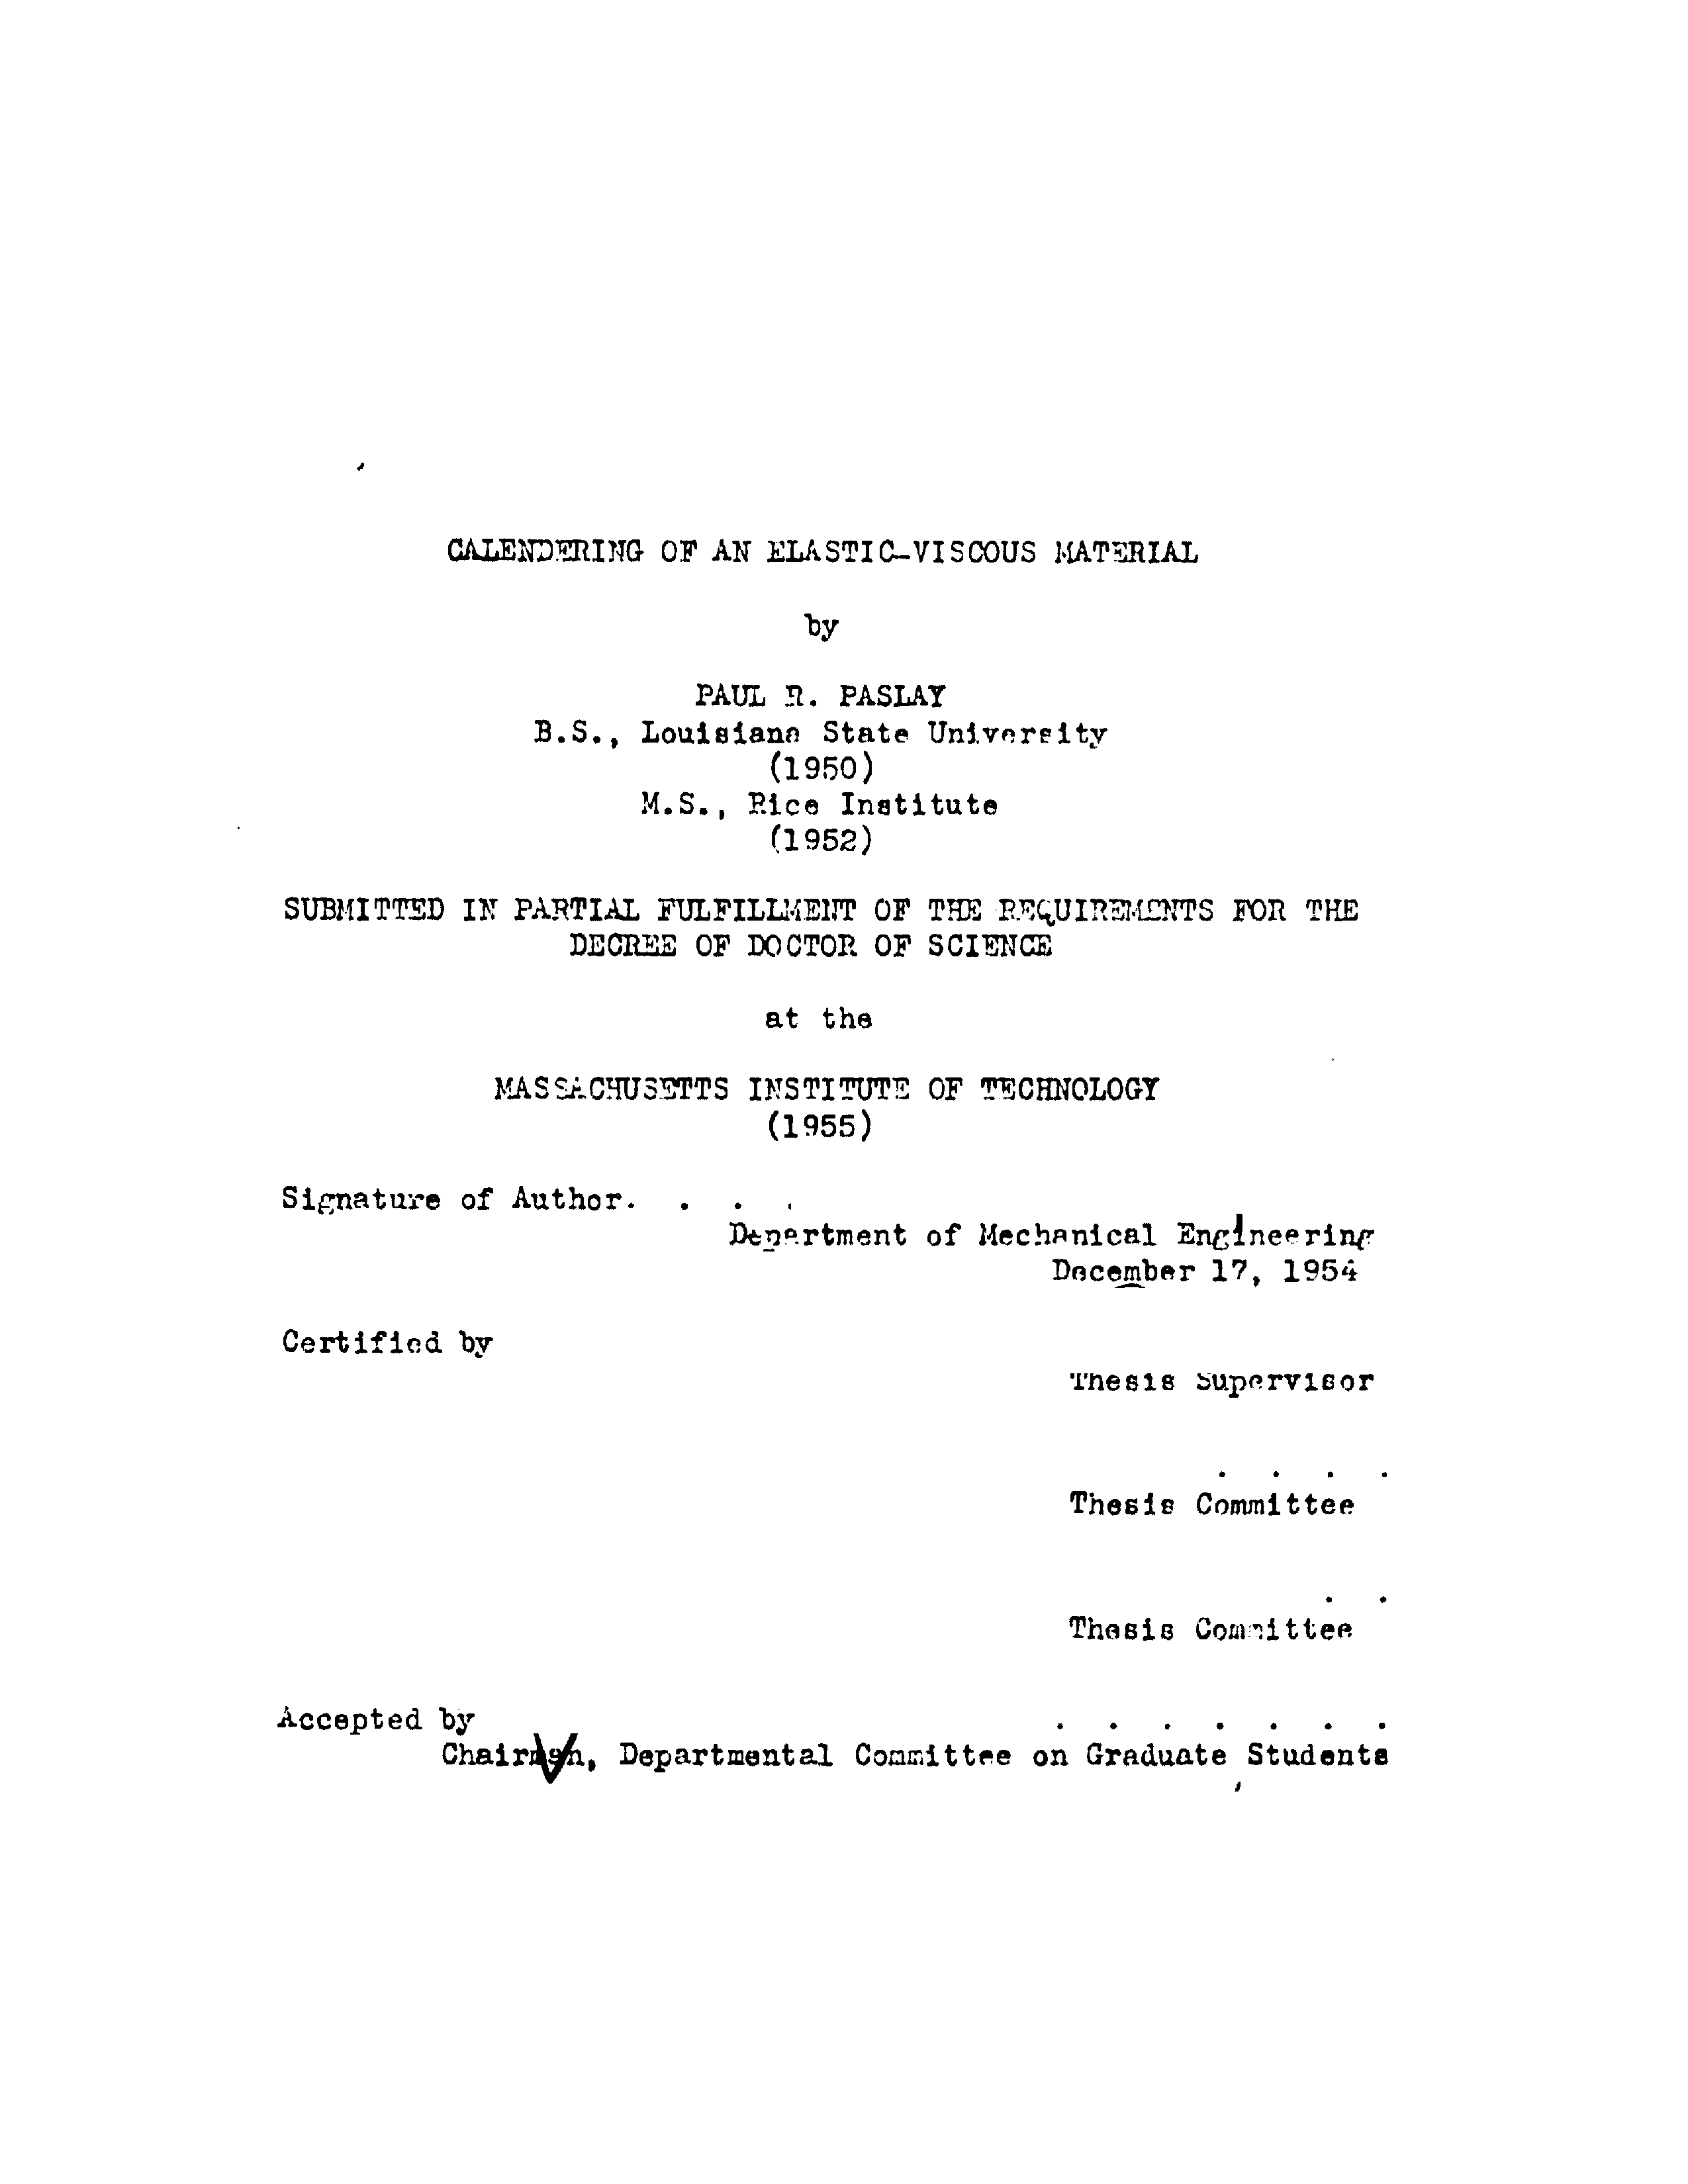 CALENDERING OF AN ELASTIC-VISCOUS MATERIAL
by
PAUL R. PASLAY
B.S., Louisiana State University
(1950)
M.S., Rice Institute
(1952)
SUBMITTED IN PARTIAL FULFILLMENT OF THE REQUIREMENTS FOR THE
DEGREE OF DOCTOR OF SCIENCE
at the
MASSACHUSETTS INSTITUTE OF TECHNOLOGY
(1955)
Signature of Author. . . .
Department of Mechanical Engineering
December 17, 1954
Certified by
Thesis Supervisor
. . . .
Thesis Committee
. .
Thesis Committee
Accepted by . . . . . . .
Chairman, Departmental Committee on Graduate Students